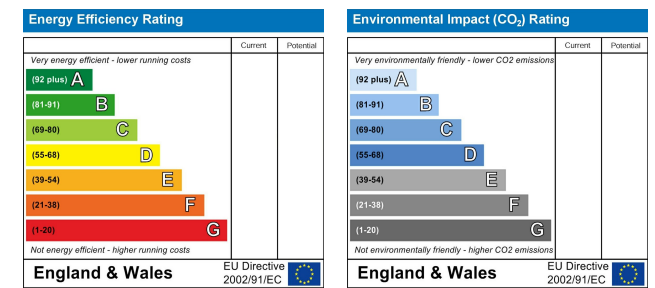 Energy Efficiency Rating
Current Potential
Very energy efficient - lower running costs
(92 plus) A
(81-91) B
(69-80) C
(55-68) D
(39-54) E
(21-38) F
(1-20) G
Not energy efficient - higher running costs
England & Wales
EU Directive
2002/91/EC
Environmental Impact (CO₂) Rating
Current Potential
Very environmentally friendly - lower CO2 emissions
(92 plus) A
(81-91) B
(69-80) C
(55-68) D
(39-54) E
(21-38) F
(1-20) G
Not environmentally friendly - higher CO2 emissions
England & Wales
EU Directive
2002/91/EC